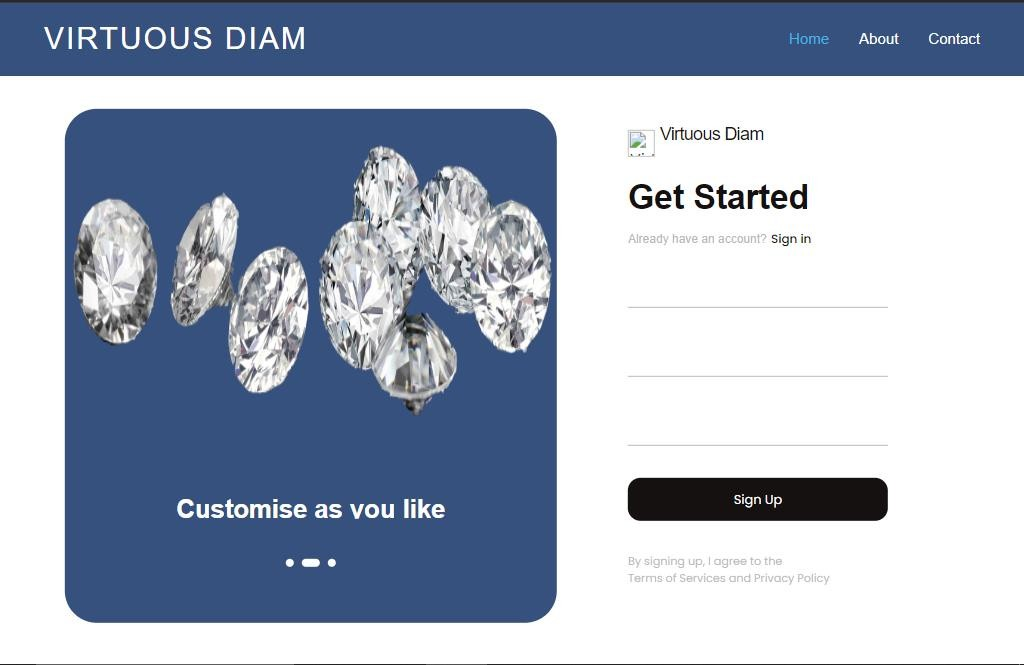 VIRTUOUS DIAM
Home About Contact
Customise as you like
Virtuous Diam
Get Started
Already have an account? Sign in
Sign Up
By signing up, I agree to the
Terms of Services and Privacy Policy